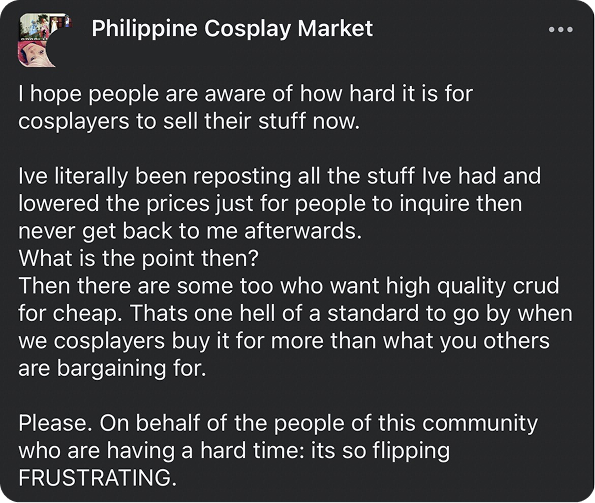 Philippine Cosplay Market
I hope people are aware of how hard it is for
cosplayers to sell their stuff now.
Ive literally been reposting all the stuff Ive had and
lowered the prices just for people to inquire then
never get back to me afterwards.
What is the point then?
Then there are some too who want high quality crud
for cheap. Thats one hell of a standard to go by when
we cosplayers buy it for more than what you others
are bargaining for.
Please. On behalf of the people of this community
who are having a hard time: its so flipping
FRUSTRATING.